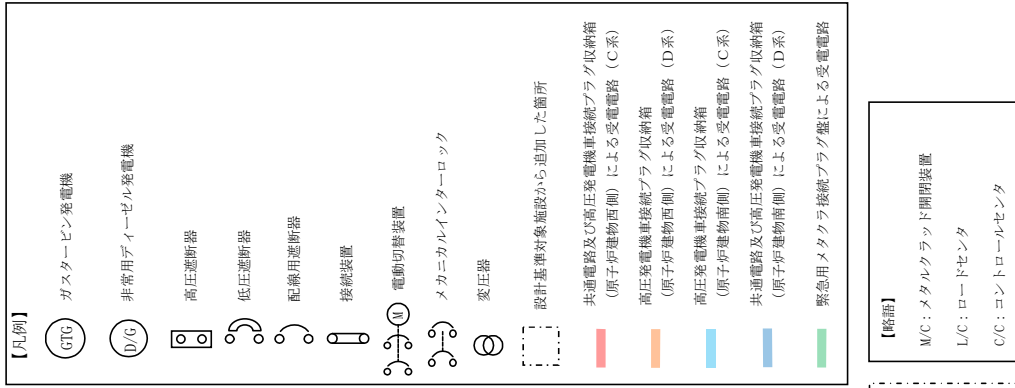 【凡例】
GTG ガスタービン発電機
D/G 非常用ディーゼル発電機
高圧遮断器
低圧遮断器
配線用遮断器
接続装置
M 電動切替装置
メカニカルインターロック
変圧器
設計基準対象施設から追加した箇所
共通電路及び高圧発電機車接続プラグ収納箱
(原子炉建物西側)による受電電路(C系)
高圧発電機車接続プラグ収納箱
(原子炉建物西側)による受電電路(D系)
高圧発電機車接続プラグ収納箱
(原子炉建物南側)による受電電路(C系)
共通電路及び高圧発電機車接続プラグ収納箱
(原子炉建物南側)による受電電路(D系)
緊急用メタクラ接続プラグ盤による受電電路
【略語】
M/C:メタルクラッド開閉装置
L/C:ロードセンタ
C/C:コントロールセンタ